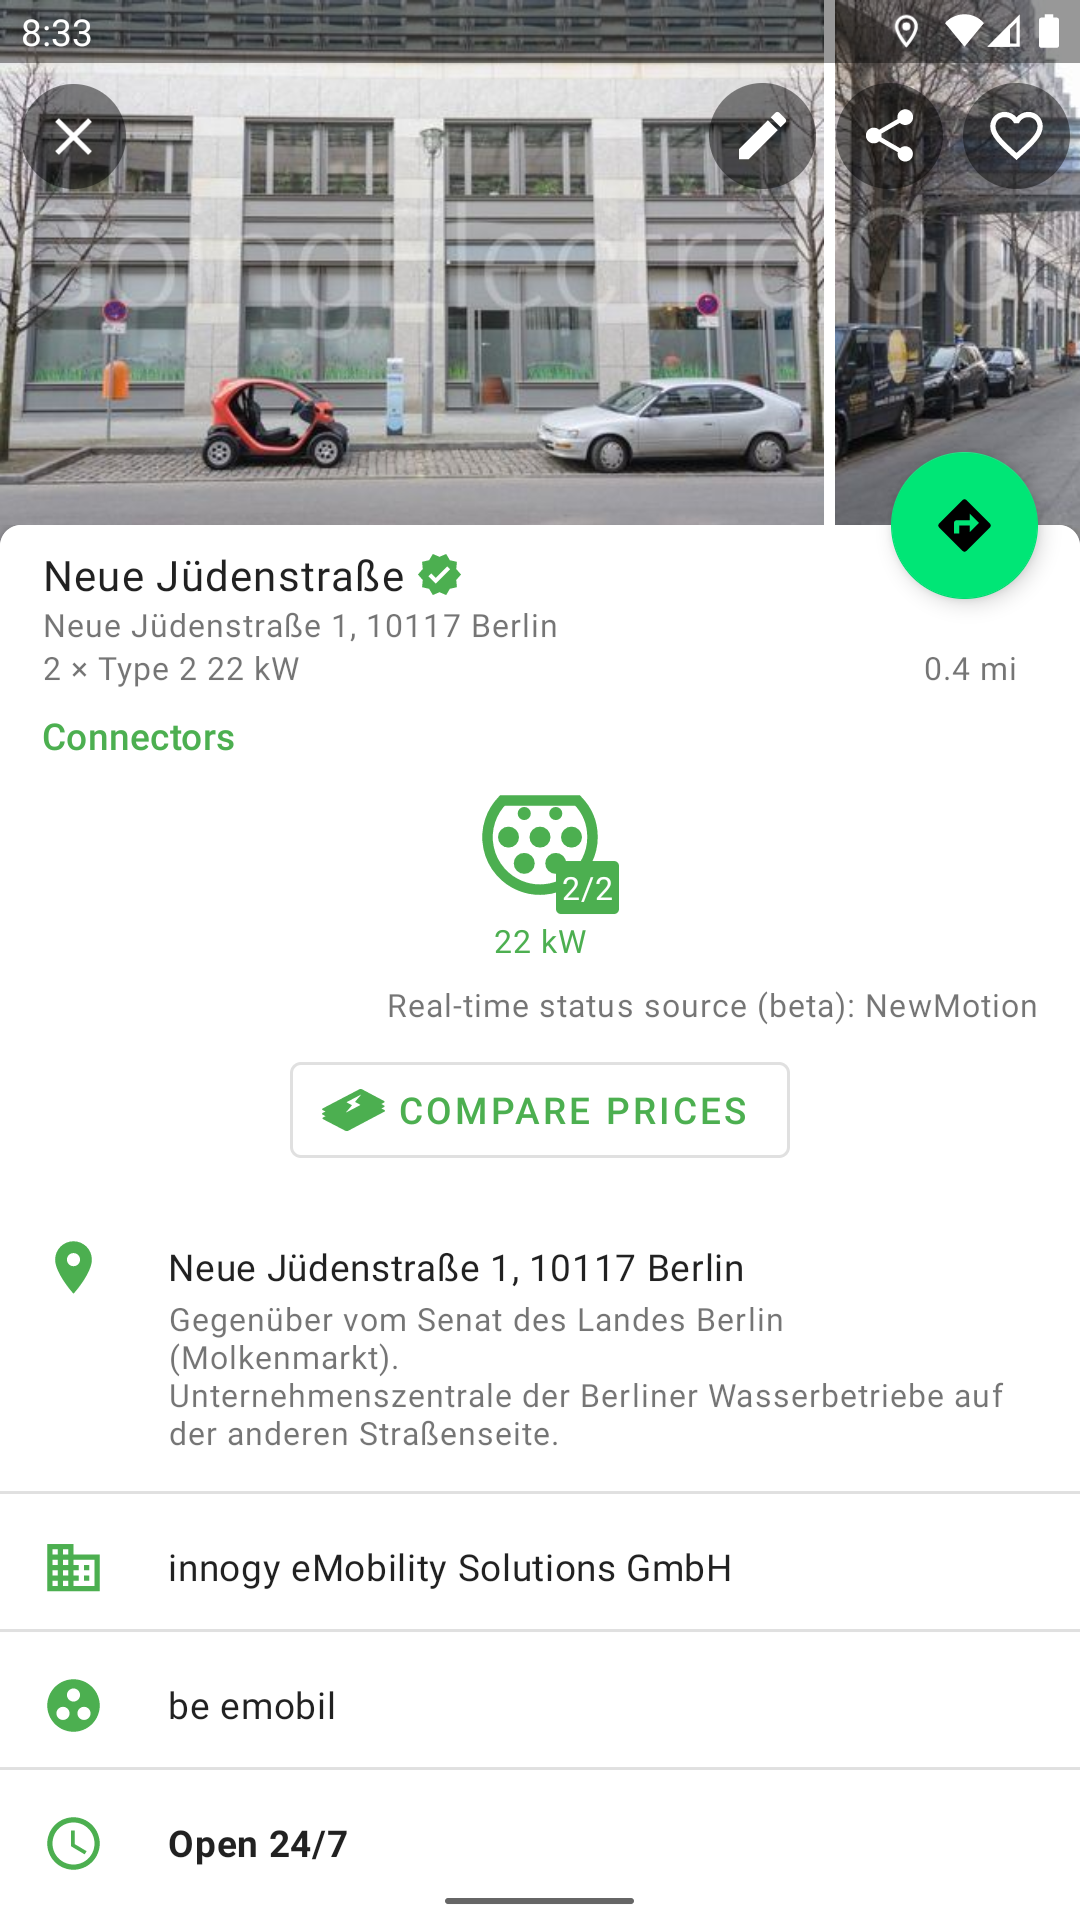 8:33
GoingElectric
Go
Neue Jüdenstraße
Neue Jüdenstraße 1, 10117 Berlin
2 × Type 2 22 kW
0.4 mi
Connectors
2/2
22 kW
Real-time status source (beta): NewMotion
COMPARE PRICES
Neue Jüdenstraße 1, 10117 Berlin
Gegenüber vom Senat des Landes Berlin
(Molkenmarkt).
Unternehmenszentrale der Berliner Wasserbetriebe auf
der anderen Straßenseite.
innogy eMobility Solutions GmbH
be emobil
Open 24/7